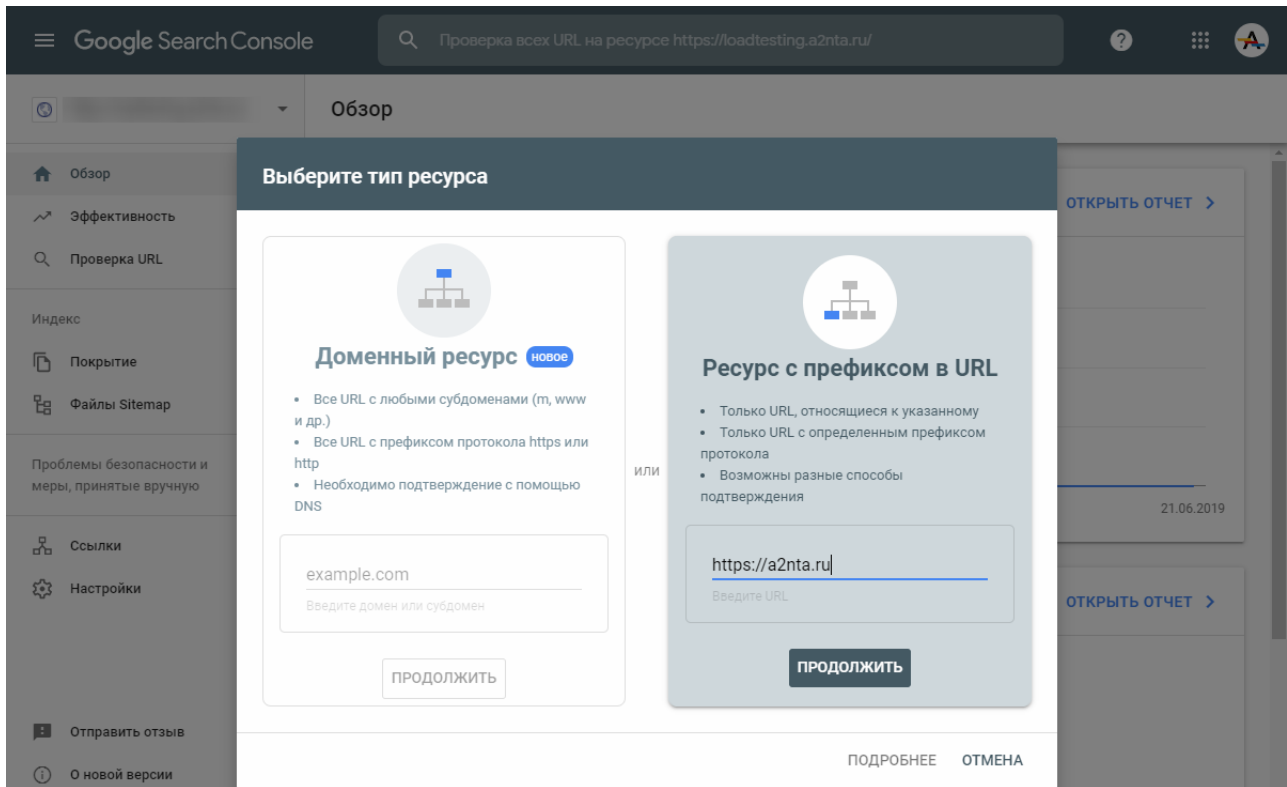 Google Search Console
Проверка всех URL на ресурсе https://loadtesting.a2nta.ru/
Обзор
Обзор
Эффективность
Проверка URL
Индекс
Покрытие
Файлы Sitemap
Проблемы безопасности и
меры, принятые вручную
Ссылки
Настройки
Отправить отзыв
О новой версии
Выберите тип ресурса
Доменный ресурс новое
• Все URL с любыми субдоменами (m, www
и др.)
• Все URL с префиксом протокола https или
http
• Необходимо подтверждение с помощью
DNS
example.com
Введите домен или субдомен
ПРОДОЛЖИТЬ
или
Ресурс с префиксом в URL
• Только URL, относящиеся к указанному
• Только URL с определенным префиксом
протокола
• Возможны разные способы
подтверждения
https://a2nta.ru
Введите URL
ПРОДОЛЖИТЬ
ПОДРОБНЕЕ ОТМЕНА
ОТКРЫТЬ ОТЧЕТ
21.06.2019
ОТКРЫТЬ ОТЧЕТ